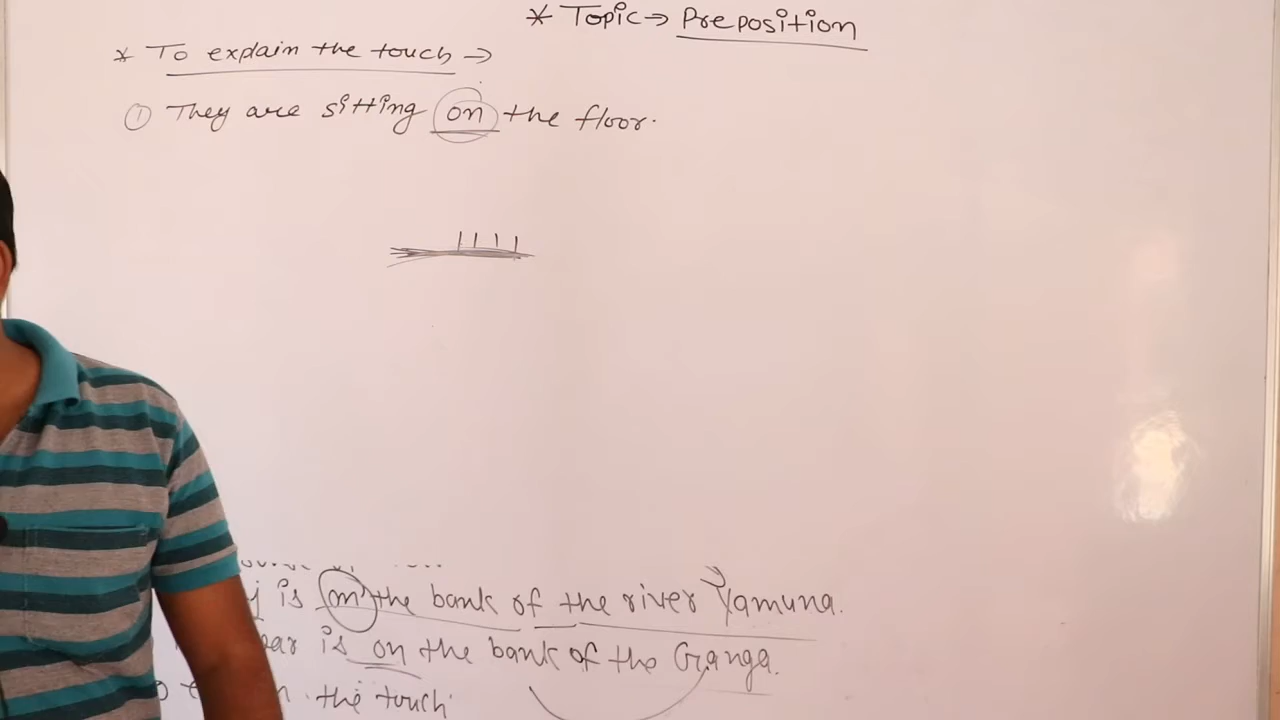 * Topic → Preposition
* To explain the touch →
① They are sitting on the floor.
is on the bank of the river Yamuna.
is on the bank of the Ganga.
the touch